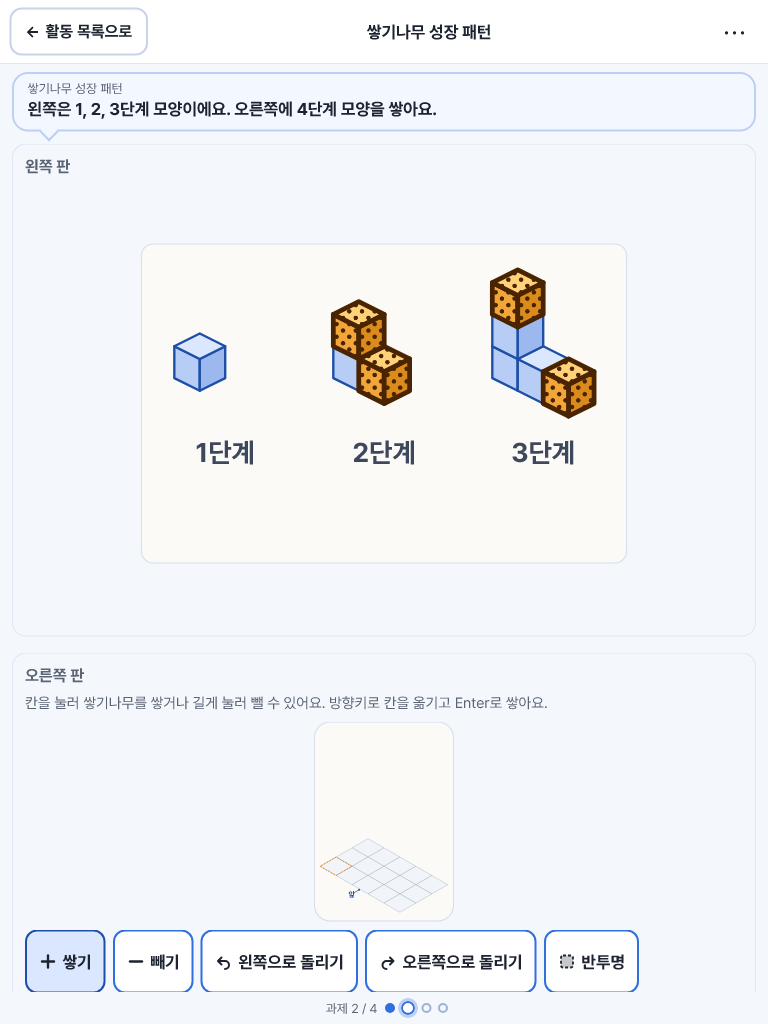 ← 활동 목록으로
쌓기나무 성장 패턴
쌓기나무 성장 패턴
왼쪽은 1, 2, 3단계 모양이에요. 오른쪽에 4단계 모양을 쌓아요.
왼쪽 판
1단계 2단계 3단계
오른쪽 판
칸을 눌러 쌓기나무를 쌓거나 길게 눌러 뺄 수 있어요. 방향키로 칸을 옮기고 Enter로 쌓아요.
앞
쌓기 빼기 왼쪽으로 돌리기 오른쪽으로 돌리기 반투명
과제 2 / 4